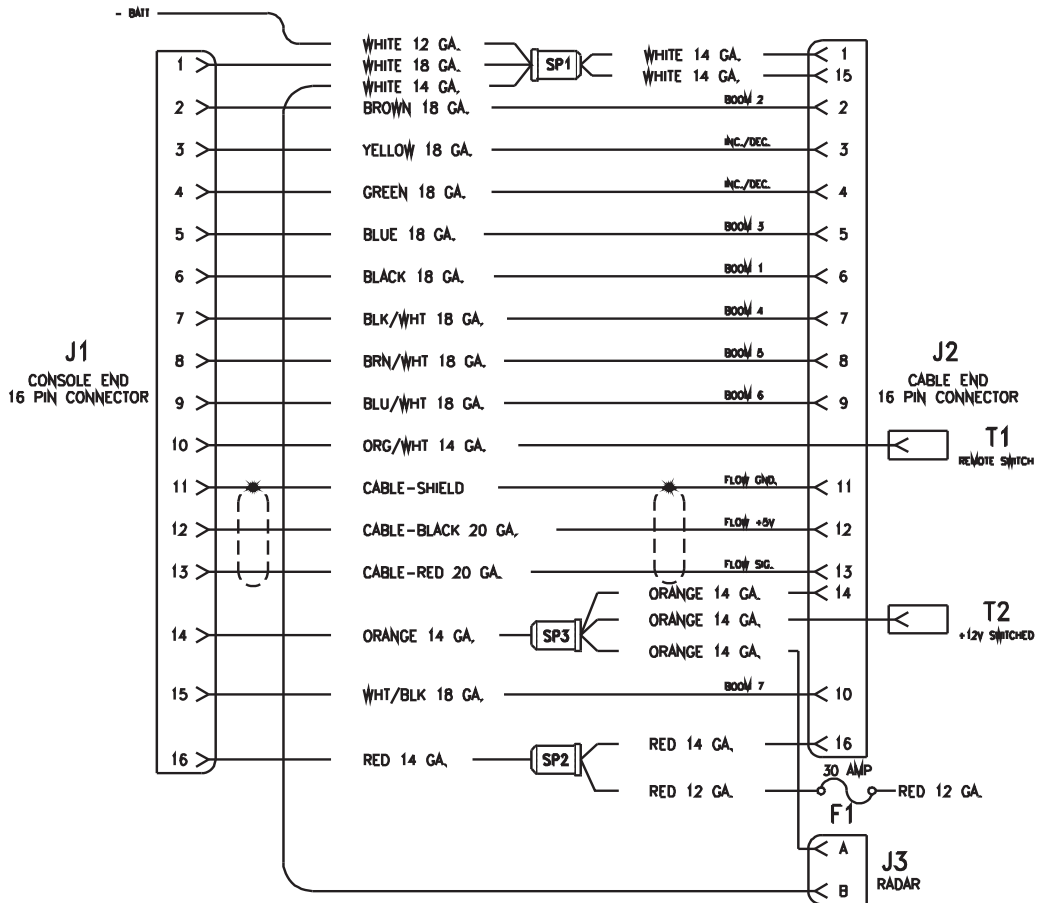 - BATT
WHITE 12 GA.
1 WHITE 18 GA. SP1 WHITE 14 GA. 1
WHITE 14 GA. WHITE 14 GA. 15
2 BROWN 18 GA. BOOM 2 2
3 YELLOW 18 GA. INC./DEC. 3
4 GREEN 18 GA. INC./DEC. 4
5 BLUE 18 GA. BOOM 3 5
6 BLACK 18 GA. BOOM 1 6
7 BLK/WHT 18 GA. BOOM 4 7
J1
CONSOLE END
16 PIN CONNECTOR
8 BRN/WHT 18 GA. BOOM 5 8
J2
CABLE END
16 PIN CONNECTOR
9 BLU/WHT 18 GA. BOOM 6 9
10 ORG/WHT 14 GA. T1
REMOTE SWITCH
11 CABLE-SHIELD FLOW GND. 11
12 CABLE-BLACK 20 GA. FLOW +5V 12
13 CABLE-RED 20 GA. FLOW SIG. 13
ORANGE 14 GA. 14
ORANGE 14 GA. T2
+12V SWITCHED
14 ORANGE 14 GA. SP3
ORANGE 14 GA.
15 WHT/BLK 18 GA. BOOM 7 10
RED 14 GA. 16
16 RED 14 GA. SP2
30 AMP
RED 12 GA. RED 12 GA.
F1
A
J3
RADAR
B